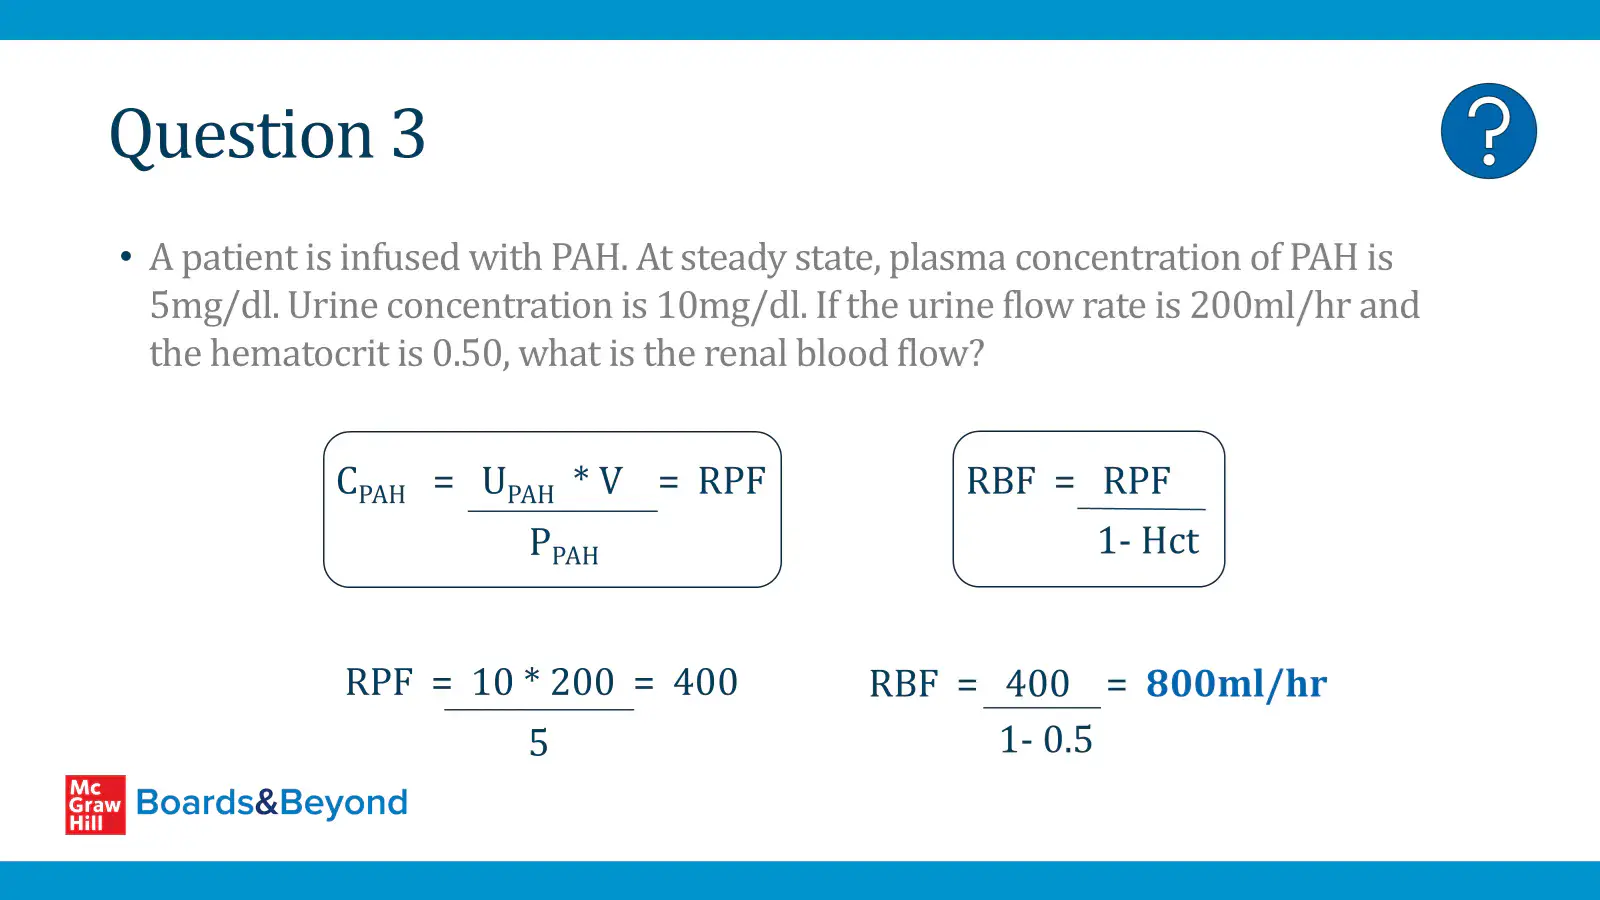 Question 3
?
• A patient is infused with PAH. At steady state, plasma concentration of PAH is
5mg/dl. Urine concentration is 10mg/dl. If the urine flow rate is 200ml/hr and
the hematocrit is 0.50, what is the renal blood flow?
C_PAH = U_PAH * V = RPF
P_PAH
RBF = RPF
1- Hct
RPF = 10 * 200 = 400
5
RBF = 400 = 800ml/hr
1- 0.5
Mc
Graw
Hill
Boards&Beyond